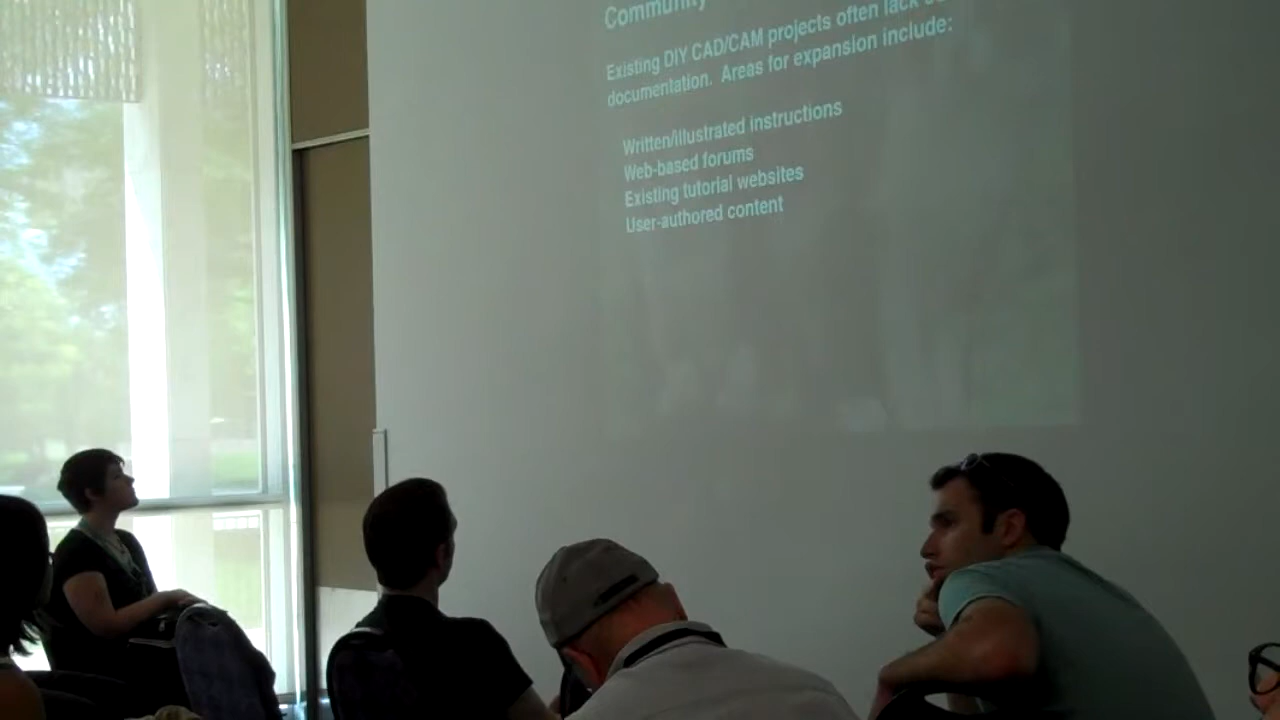 Community
Existing DIY CAD/CAM projects often lack
documentation. Areas for expansion include:
Written/illustrated instructions
Web-based forums
Existing tutorial websites
User-authored content